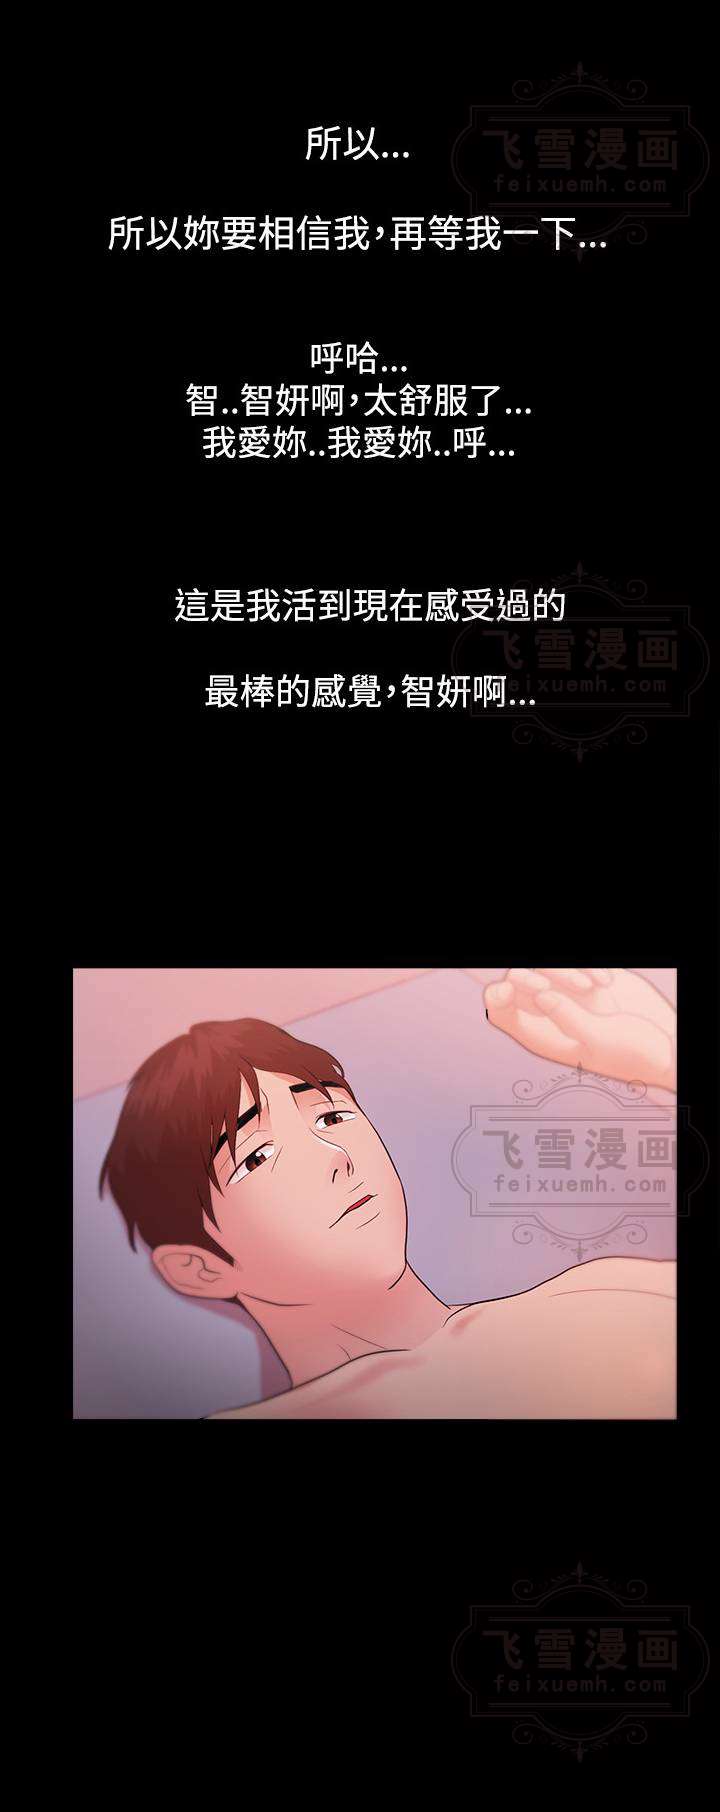 飞雪漫画
feixuemh.com
所以...
所以妳要相信我，再等我一下...
呼哈...
智..智妍啊，太舒服了...
我愛妳..我愛妳..呼...
這是我活到現在感受過的
飞雪漫画
feixuemh.com
最棒的感覺，智妍啊...
飞雪漫画
feixuemh.com
飞雪漫画
feixuemh.com